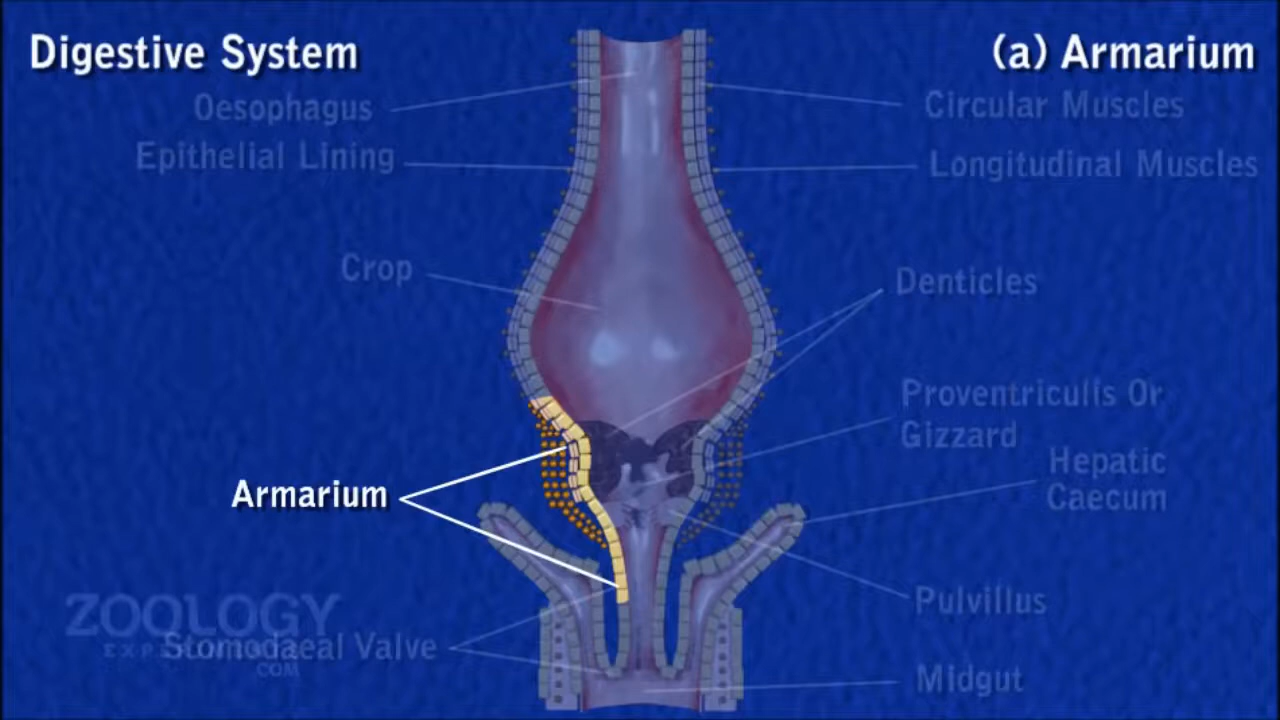 Digestive System
(a) Armarium
Oesophagus
Circular Muscles
Epithelial Lining
Longitudinal Muscles
Crop
Denticles
Proventriculis Or
Gizzard
Hepatic
Caecum
Armarium
Pulvillus
ZOOLOGY
Stomodaeal Valve
.COM
Midgut